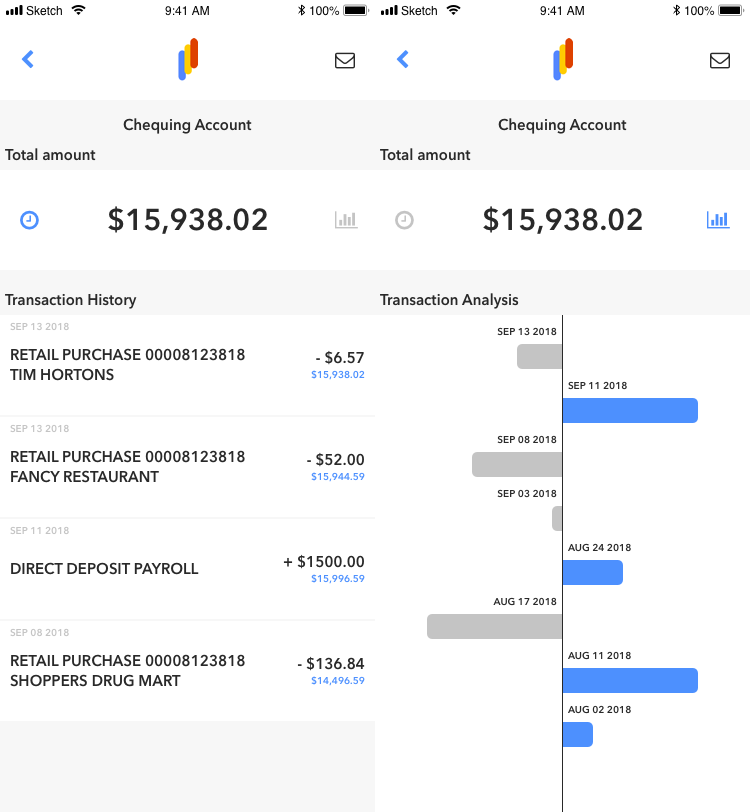 Sketch 9:41 AM 100%
Chequing Account
Total amount
$15,938.02
Transaction History
SEP 13 2018
RETAIL PURCHASE 00008123818
TIM HORTONS
- $6.57
$15,938.02
SEP 13 2018
RETAIL PURCHASE 00008123818
FANCY RESTAURANT
- $52.00
$15,944.59
SEP 11 2018
DIRECT DEPOSIT PAYROLL
+ $1500.00
$15,996.59
SEP 08 2018
RETAIL PURCHASE 00008123818
SHOPPERS DRUG MART
- $136.84
$14,496.59
Sketch 9:41 AM 100%
Chequing Account
Total amount
$15,938.02
Transaction Analysis
SEP 13 2018
SEP 11 2018
SEP 08 2018
SEP 03 2018
AUG 24 2018
AUG 17 2018
AUG 11 2018
AUG 02 2018